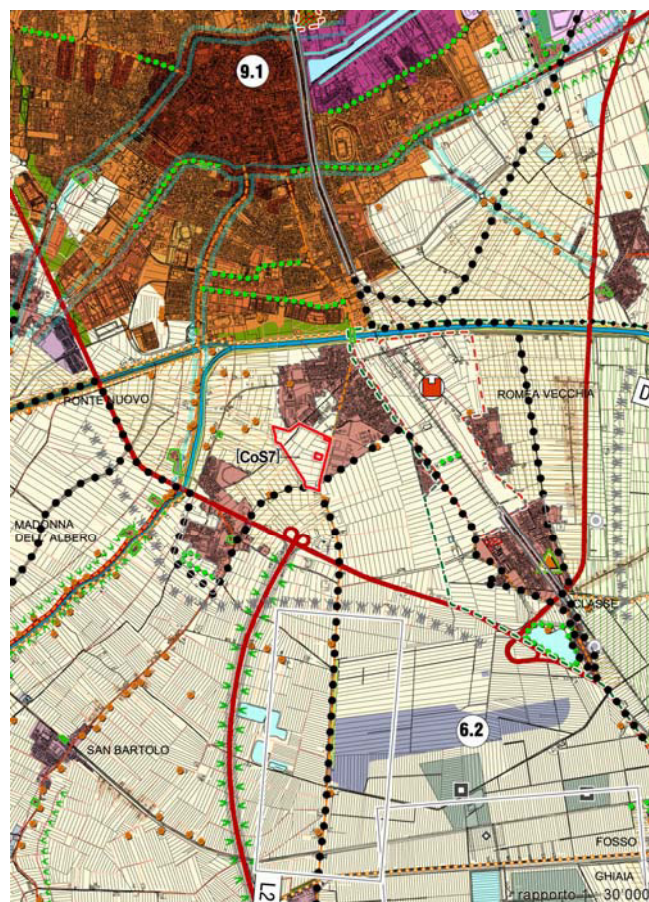 9.1
PONTE NUOVO
ROMEA VECCHIA
D
[CoS7]
MADONNA
DELL' ALBERO
CLASSE
6.2
SAN BARTOLO
FOSSO
GHIAIA
L2
rapporto 1 30'000